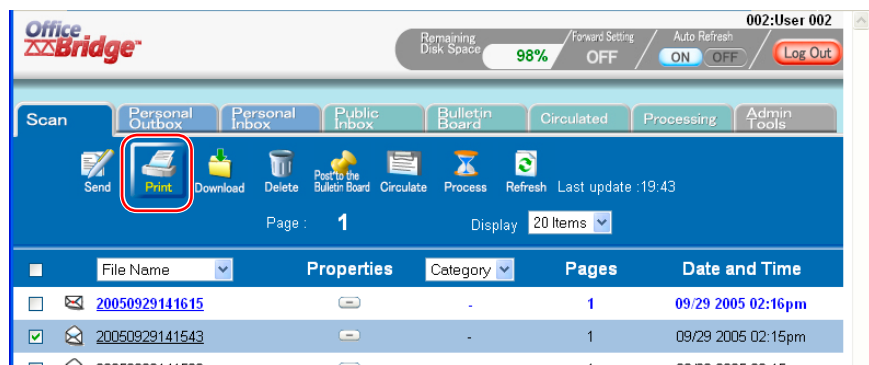 002:User 002
Office Bridge™
Remaining Disk Space 98% Forward Setting OFF Auto Refresh ON OFF Log Out
Scan Personal Outbox Personal Inbox Public Inbox Bulletin Board Circulated Processing Admin Tools
Send Print Download Delete Post to the Bulletin Board Circulate Process Refresh Last update :19:43
Page : 1 Display 20 Items
File Name Properties Category Pages Date and Time
20050929141615 - 1 09/29 2005 02:16pm
20050929141543 - 1 09/29 2005 02:15pm